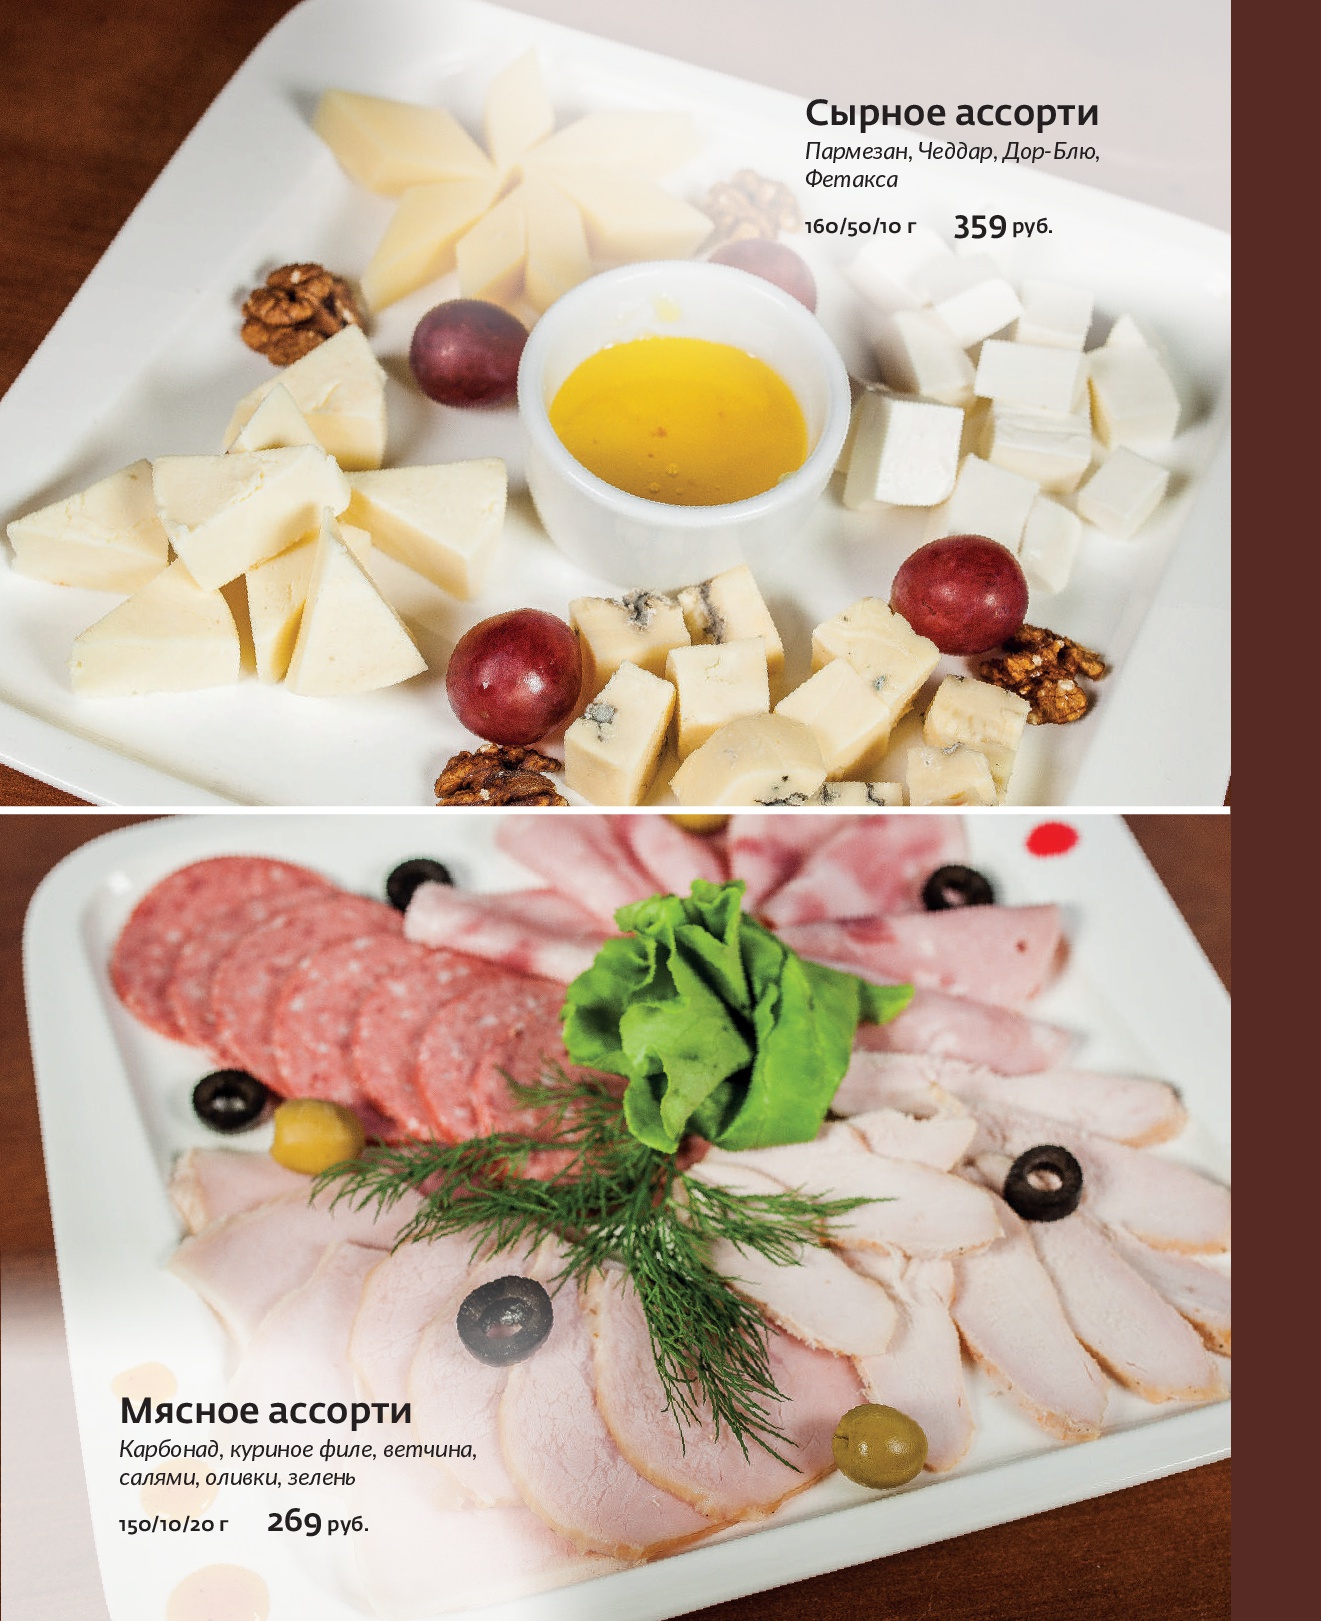 Сырное ассорти
Пармезан, Чеддар, Дор-Блю,
Фетакса
160/50/10 г 359 руб.
Мясное ассорти
Карбонад, куриное филе, ветчина,
салями, оливки, зелень
150/10/20 г 269 руб.